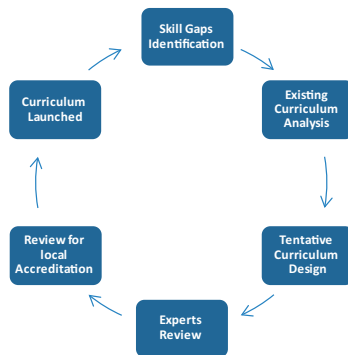 Skill Gaps
Identification
Existing
Curriculum
Analysis
Tentative
Curriculum
Design
Experts
Review
Review for
local
Accreditation
Curriculum
Launched